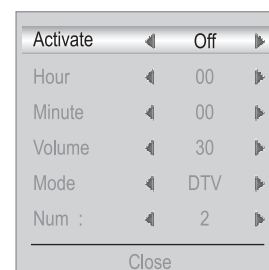 Activate Off
Hour 00
Minute 00
Volume 30
Mode DTV
Num : 2
Close